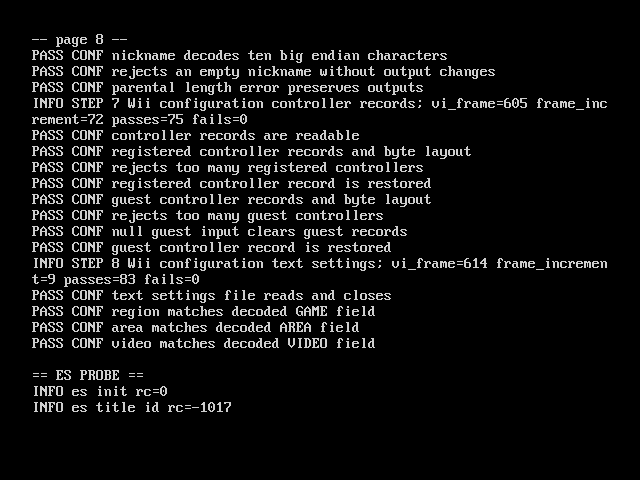 -- page 8 --
PASS CONF nickname decodes ten big endian characters
PASS CONF rejects an empty nickname without output changes
PASS CONF parental length error preserves outputs
INFO STEP 7 Wii configuration controller records; vi_frame=605 frame_inc
rement=72 passes=75 fails=0
PASS CONF controller records are readable
PASS CONF registered controller records and byte layout
PASS CONF rejects too many registered controllers
PASS CONF registered controller record is restored
PASS CONF guest controller records and byte layout
PASS CONF rejects too many guest controllers
PASS CONF null guest input clears guest records
PASS CONF guest controller record is restored
INFO STEP 8 Wii configuration text settings; vi_frame=614 frame_incremen
t=9 passes=83 fails=0
PASS CONF text settings file reads and closes
PASS CONF region matches decoded GAME field
PASS CONF area matches decoded AREA field
PASS CONF video matches decoded VIDEO field
== ES PROBE ==
INFO es init rc=0
INFO es title id rc=-1017